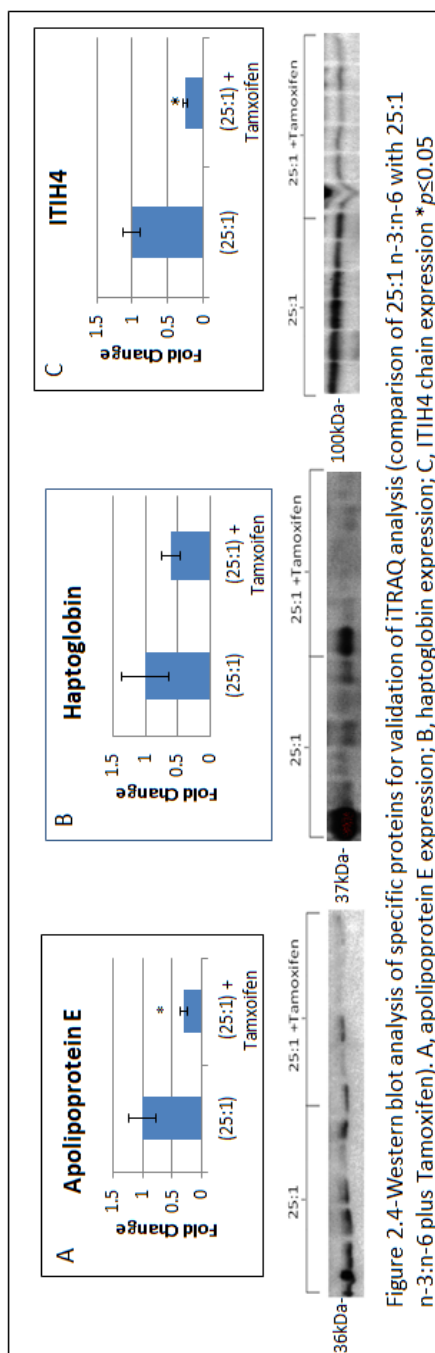 A
Apolipoprotein E
Fold Change
1.5
1
0.5
0
*
(25:1)
(25:1) +
Tamxoifen
25:1
25:1 +Tamoxifen
36kDa-
B
Haptoglobin
Fold Change
1.5
1
0.5
0
(25:1)
(25:1) +
Tamxoifen
25:1
25:1 +Tamoxifen
37kDa-
C
ITIH4
Fold Change
1.5
1
0.5
0
*
(25:1)
(25:1) +
Tamxoifen
25:1
25:1 +Tamoxifen
100kDa-
Figure 2.4-Western blot analysis of specific proteins for validation of iTRAQ analysis (comparison of 25:1 n-3:n-6 with 25:1
n-3:n-6 plus Tamoxifen). A, apolipoprotein E expression; B, haptoglobin expression; C, ITIH4 chain expression *p≤0.05